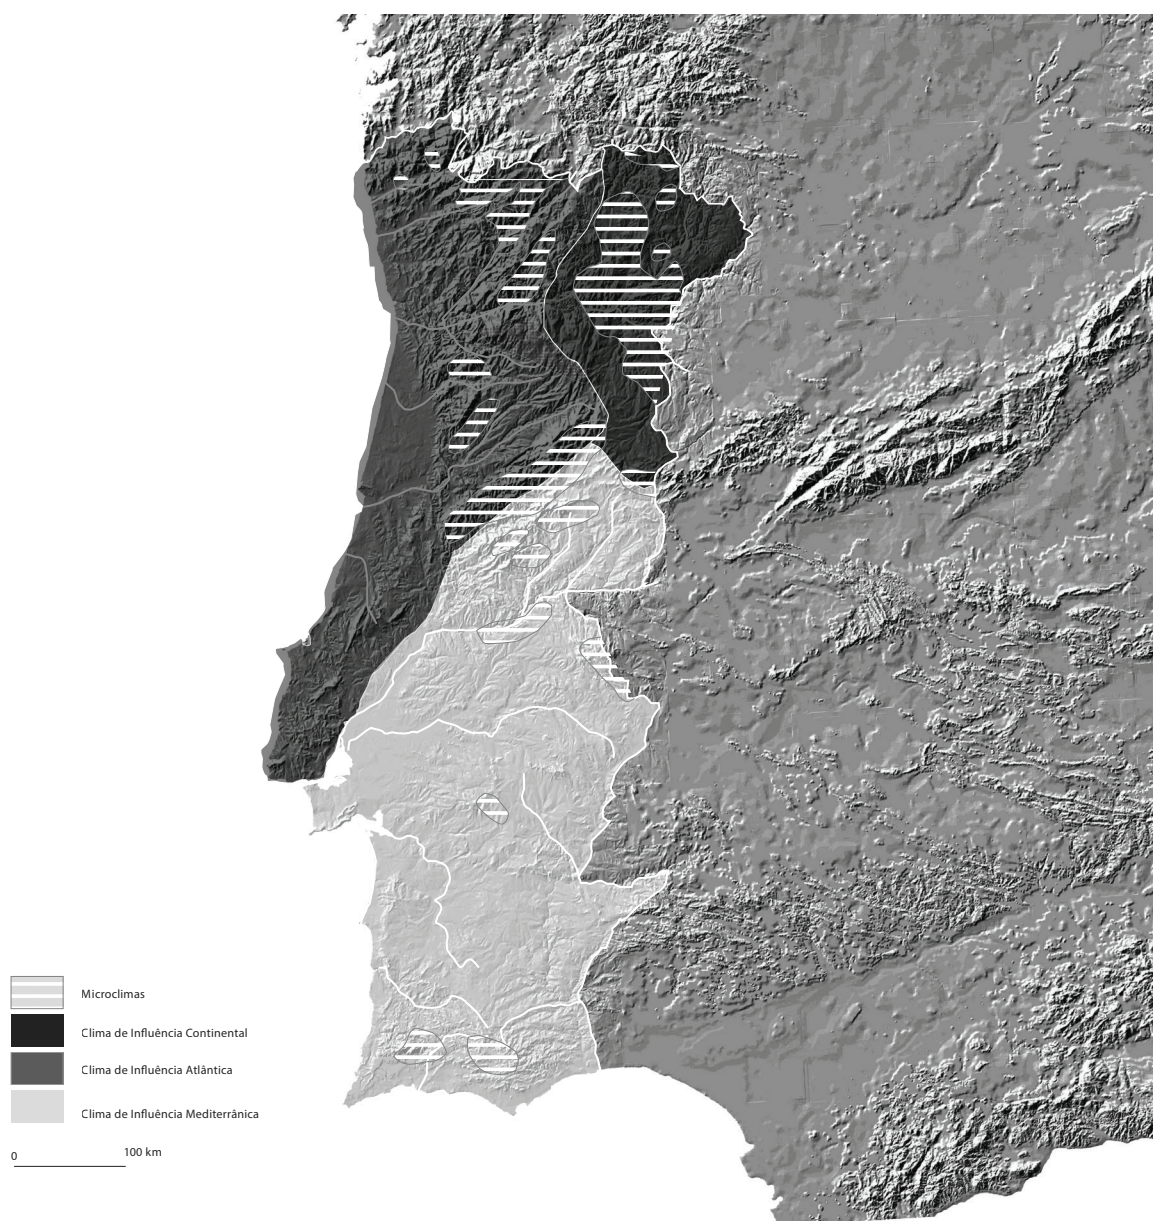 Microclimas
Clima de Influência Continental
Clima de Influência Atlântica
Clima de Influência Mediterrânica
0 100 km